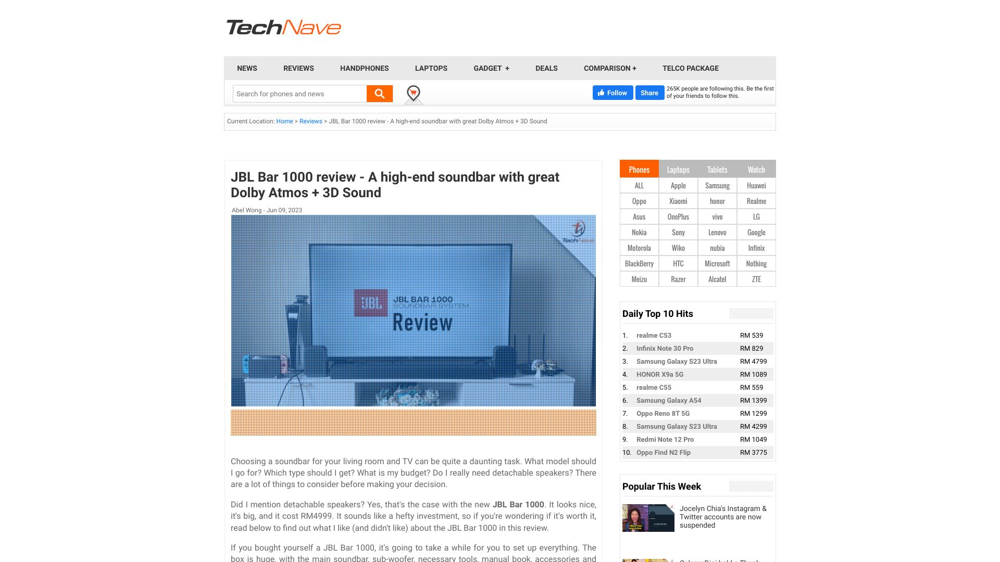 TechNave
NEWS REVIEWS HANDPHONES LAPTOPS GADGET + DEALS COMPARISON + TELCO PACKAGE
Search for phones and news
Follow Share 265K people are following this. Be the first
of your friends to follow this.
Current Location: Home > Reviews > JBL Bar 1000 review - A high-end soundbar with great Dolby Atmos + 3D Sound
JBL Bar 1000 review - A high-end soundbar with great
Dolby Atmos + 3D Sound
Abel Wong - Jun 09, 2023
TechNave
JBL
JBL BAR 1000
SOUNDBAR SYSTEM
Review
Choosing a soundbar for your living room and TV can be quite a daunting task. What model should
I go for? Which type should I get? What is my budget? Do I really need detachable speakers? There
are a lot of things to consider before making your decision.
Did I mention detachable speakers? Yes, that's the case with the new JBL Bar 1000. It looks nice,
it's big, and it cost RM4999. It sounds like a hefty investment, so if you're wondering if it's worth it,
read below to find out what I like (and didn't like) about the JBL Bar 1000 in this review.
If you bought yourself a JBL Bar 1000, it's going to take a while for you to set up everything. The
box is huge, with the main soundbar, sub-woofer, necessary tools, manual book, accessories and
Phones Laptops Tablets Watch
ALL Apple Samsung Huawei
Oppo Xiaomi honor Realme
Asus OnePlus vivo LG
Nokia Sony Lenovo Google
Motorola Wiko nubia Infinix
BlackBerry HTC Microsoft Nothing
Meizu Razer Alcatel ZTE
Daily Top 10 Hits
1. realme C53 RM 539
2. Infinix Note 30 Pro RM 829
3. Samsung Galaxy S23 Ultra RM 4799
4. HONOR X9a 5G RM 1089
5. realme C55 RM 559
6. Samsung Galaxy A54 RM 1399
7. Oppo Reno 8T 5G RM 1299
8. Samsung Galaxy S23 Ultra RM 4299
9. Redmi Note 12 Pro RM 1049
10. Oppo Find N2 Flip RM 3775
Popular This Week
Jocelyn Chia's Instagram &
Twitter accounts are now
suspended